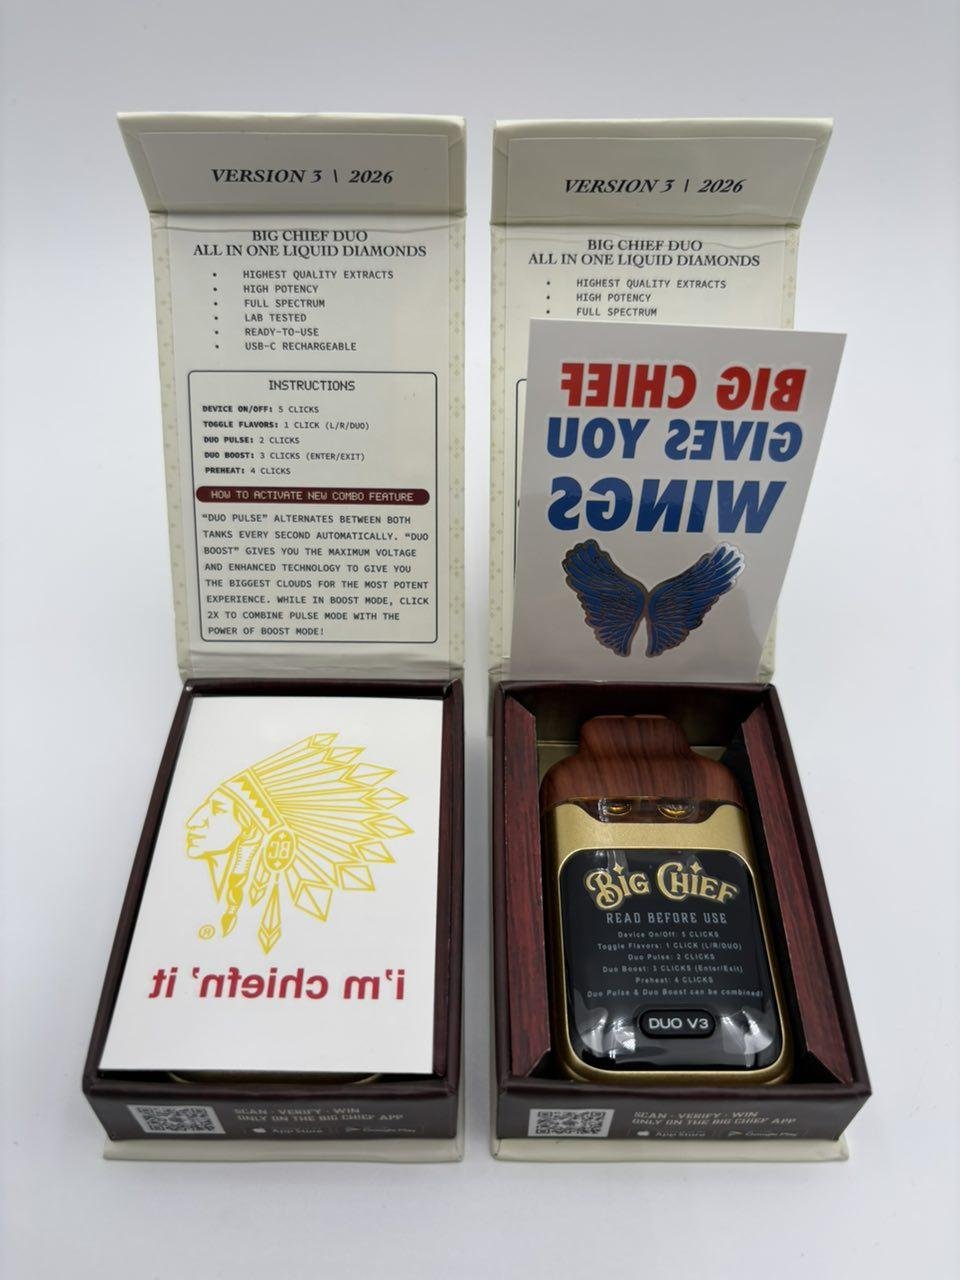 VERSION 3 | 2026
BIG CHIEF DUO
ALL IN ONE LIQUID DIAMONDS
• HIGHEST QUALITY EXTRACTS
• HIGH POTENCY
• FULL SPECTRUM
• LAB TESTED
• READY-TO-USE
• USB-C RECHARGEABLE
INSTRUCTIONS
DEVICE ON/OFF: 5 CLICKS
TOGGLE FLAVORS: 1 CLICK (L/R/DUO)
DUO PULSE: 2 CLICKS
DUO BOOST: 3 CLICKS (ENTER/EXIT)
PREHEAT: 4 CLICKS
HOW TO ACTIVATE NEW COMBO FEATURE
"DUO PULSE" ALTERNATES BETWEEN BOTH
TANKS EVERY SECOND AUTOMATICALLY. "DUO
BOOST" GIVES YOU THE MAXIMUM VOLTAGE
AND ENHANCED TECHNOLOGY TO GIVE YOU
THE BIGGEST CLOUDS FOR THE MOST POTENT
EXPERIENCE. WHILE IN BOOST MODE, CLICK
2X TO COMBINE PULSE MODE WITH THE
POWER OF BOOST MODE!
BC
®
i'm chiefn' it
SCAN · VERIFY · WIN
ONLY ON THE BIG CHIEF APP
App Store Google Play
VERSION 3 | 2026
BIG CHIEF DUO
ALL IN ONE LIQUID DIAMONDS
• HIGHEST QUALITY EXTRACTS
• HIGH POTENCY
• FULL SPECTRUM
BIG CHIEF
GIVES YOU
WINGS
BIG CHIEF
READ BEFORE USE
Device On/Off: 5 CLICKS
Toggle Flavors: 1 CLICK (L/R/DUO)
Duo Pulse: 2 CLICKS
Duo Boost: 3 CLICKS (Enter/Exit)
Preheat: 4 CLICKS
Duo Pulse & Duo Boost can be combined!
DUO V3
SCAN · VERIFY · WIN
ONLY ON THE BIG CHIEF APP
App Store Google Play